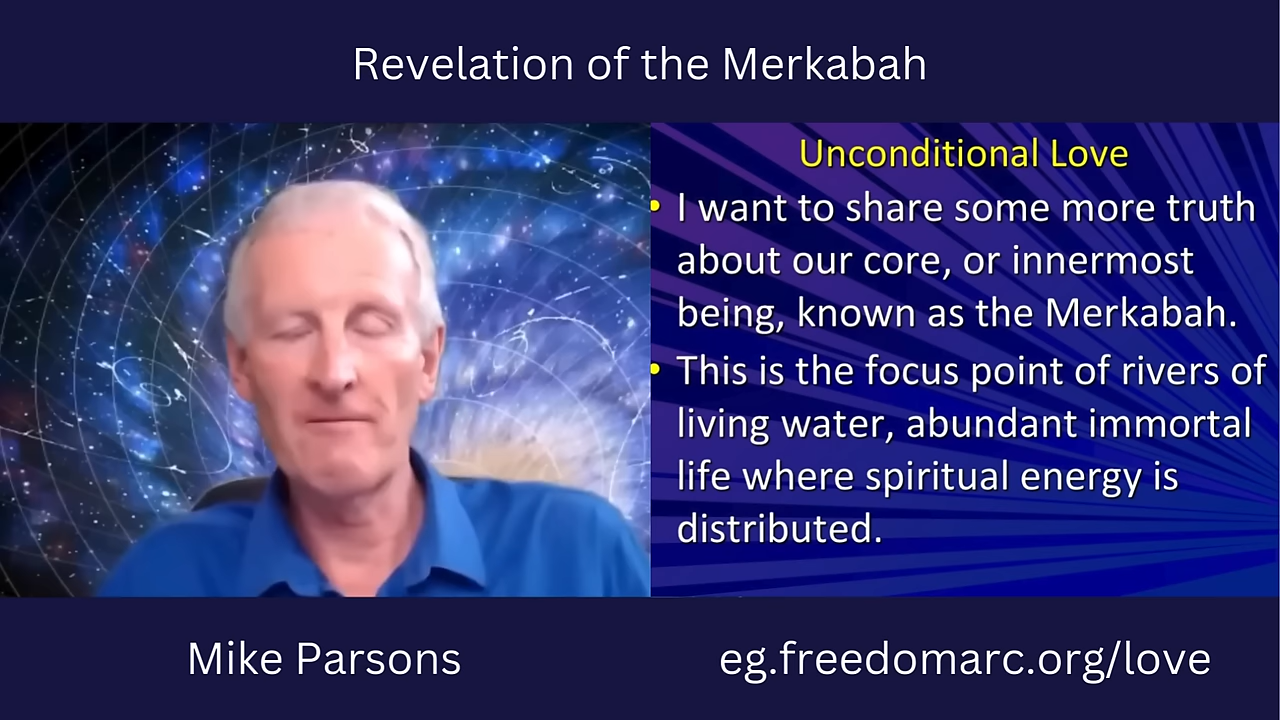 Revelation of the Merkabah
Unconditional Love
• I want to share some more truth
about our core, or innermost
being, known as the Merkabah.
• This is the focus point of rivers of
living water, abundant immortal
life where spiritual energy is
distributed.
Mike Parsons
eg.freedomarc.org/love